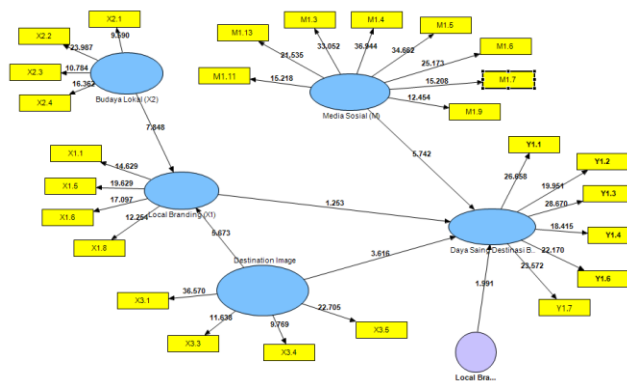 X2.1
X2.2
9.590
23.987
X2.3
10.784
16.362
X2.4
Budaya Lokal (X2)
M1.3
M1.4
M1.5
M1.13
M1.6
33.052
36.944
34.662
21.535
25.173
M1.11
15.218
15.208
M1.7
12.454
M1.9
Media Sosial (M)
7.848
5.742
X1.1
14.629
X1.5
19.629
X1.6
17.097
12.254
X1.8
Local Branding (X1)
1.253
Y1.1
Y1.2
26.658
19.951
Y1.3
28.670
18.415
Y1.4
22.170
Y1.6
23.572
Y1.7
Daya Saing Destinasi B...
5.673
3.616
Destination Image
1.991
X3.1
36.570
22.705
11.638
9.769
X3.5
X3.3
X3.4
Local Bra...